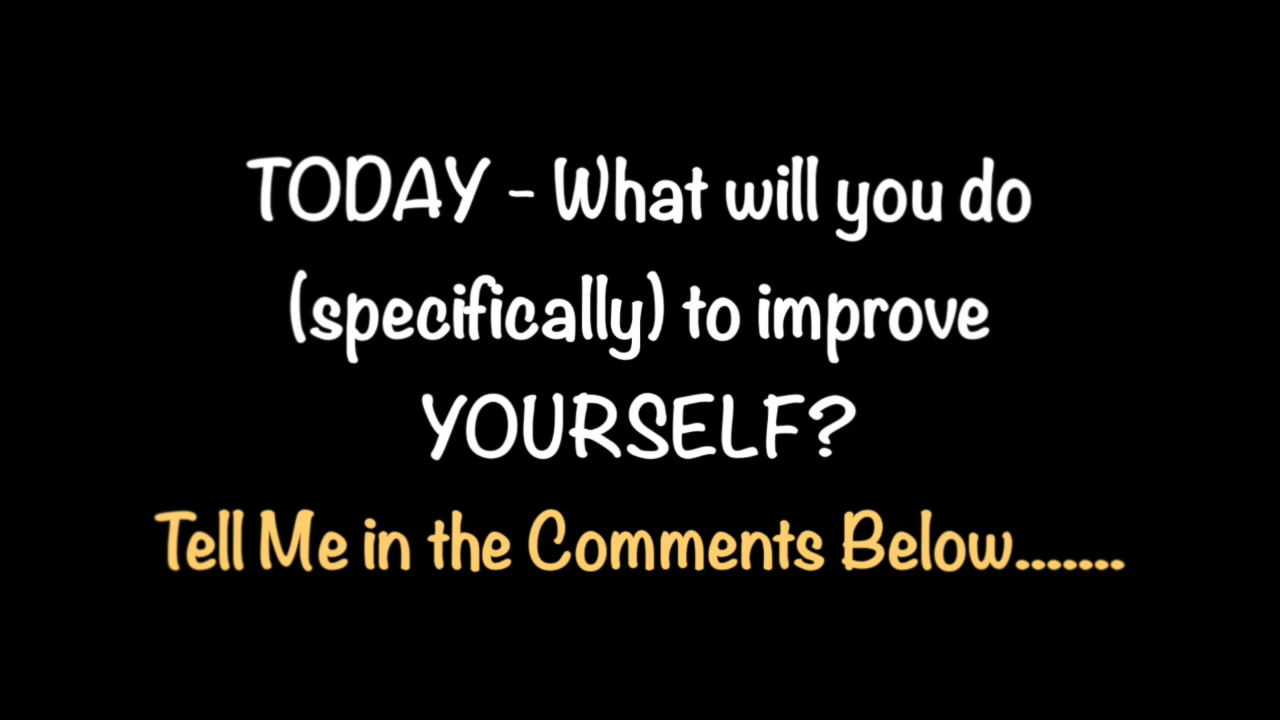 TODAY - What will you do
(specifically) to improve
YOURSELF?
Tell Me in the Comments Below.......